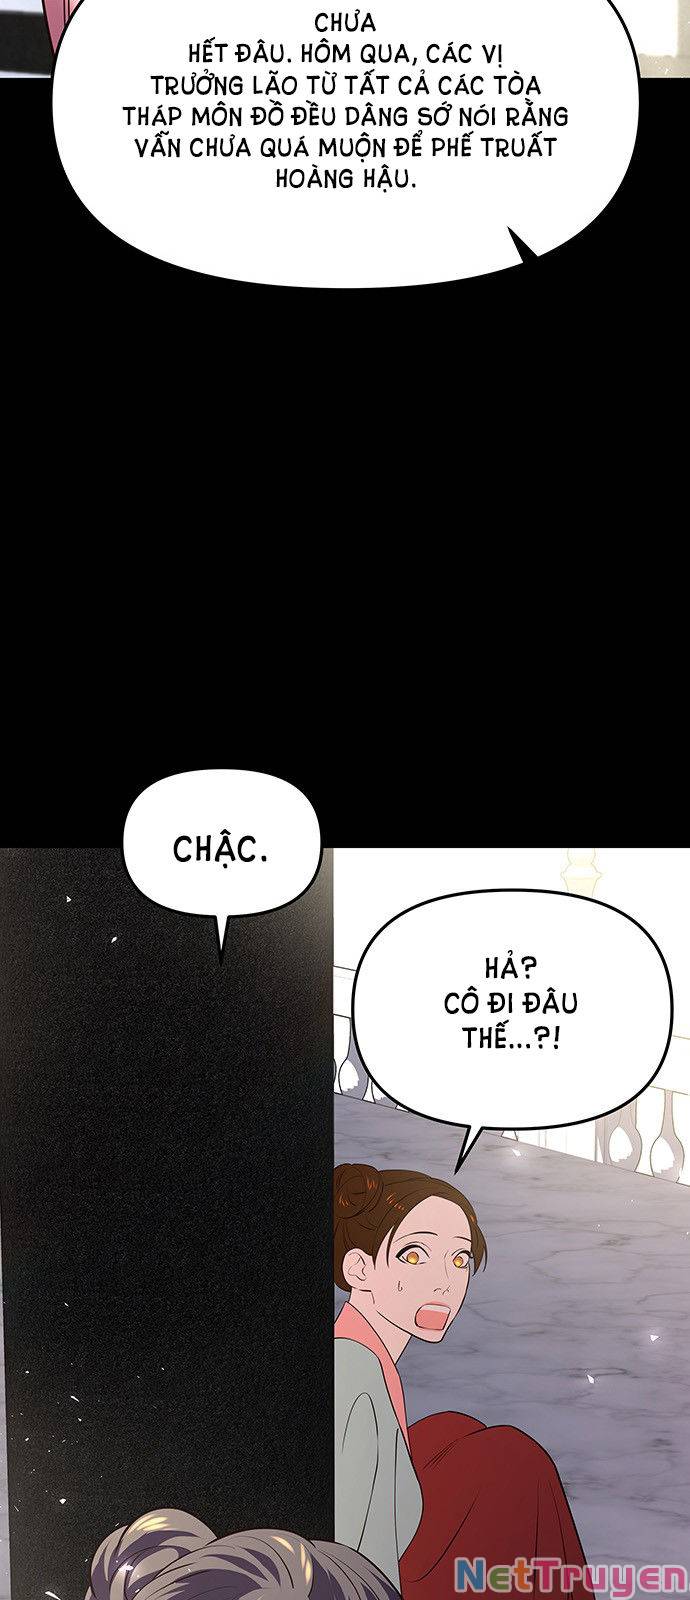 CHƯA
HẾT ĐÂU. HÔM QUA, CÁC VỊ
TRƯỞNG LÃO TỪ TẤT CẢ CÁC TÒA
THÁP MÔN ĐỒ ĐỀU DÂNG SỚ NÓI RẰNG
VẪN CHƯA QUÁ MUỘN ĐỂ PHẾ TRUẤT
HOÀNG HẬU.
CHẬC.
HẢ?
CÔ ĐI ĐÂU
THẾ...?!
NETTRUYEN